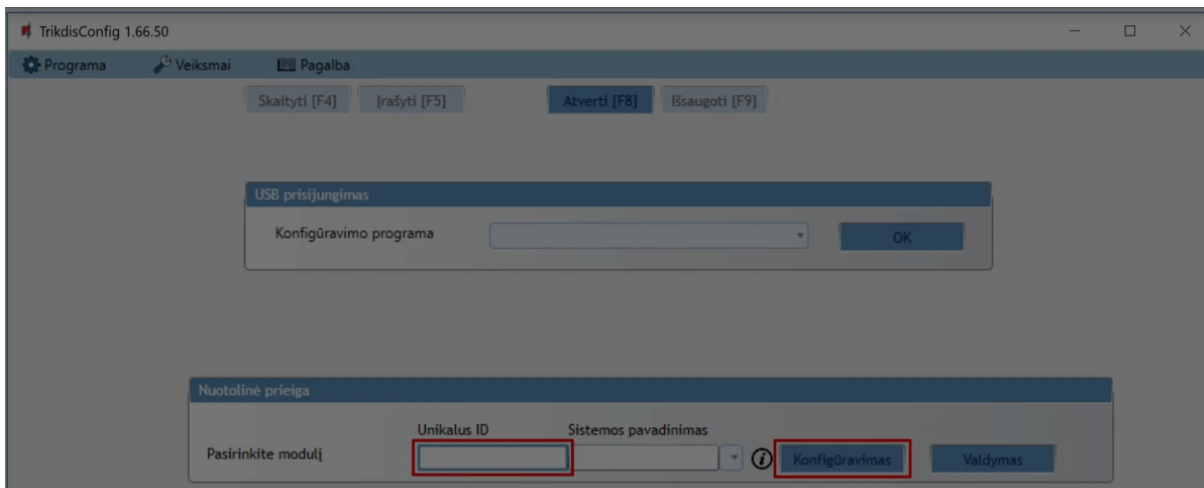 TrikdisConfig 1.66.50
Programa Veiksmai Pagalba
Skaityti [F4] Įrašyti [F5] Atverti [F8] Išsaugoti [F9]
USB prisijungimas
Konfigūravimo programa OK
Nuotolinė prieiga
Unikalus ID Sistemos pavadinimas
Pasirinkite modulį Konfigūravimas Valdymas